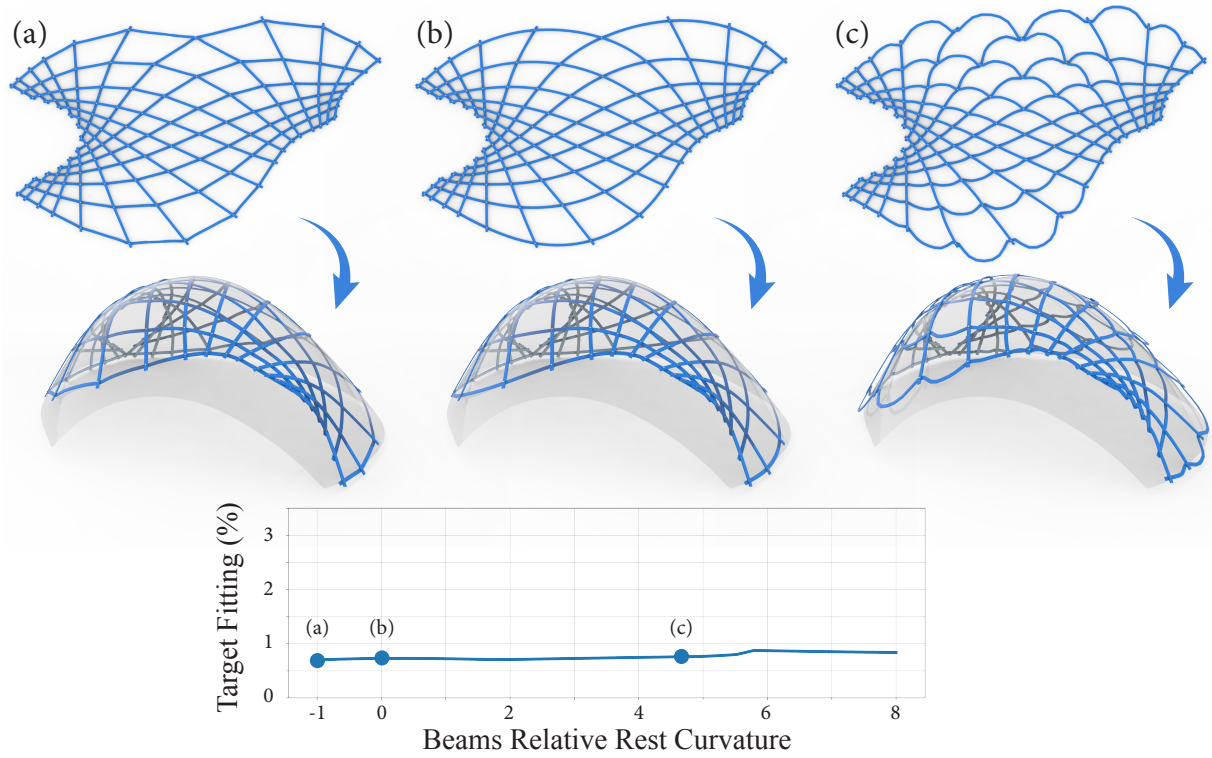 (a)
(b)
(c)
Target Fitting (%)
3
2
1
0
(a)
(b)
(c)
-1
0
2
4
6
8
Beams Relative Rest Curvature